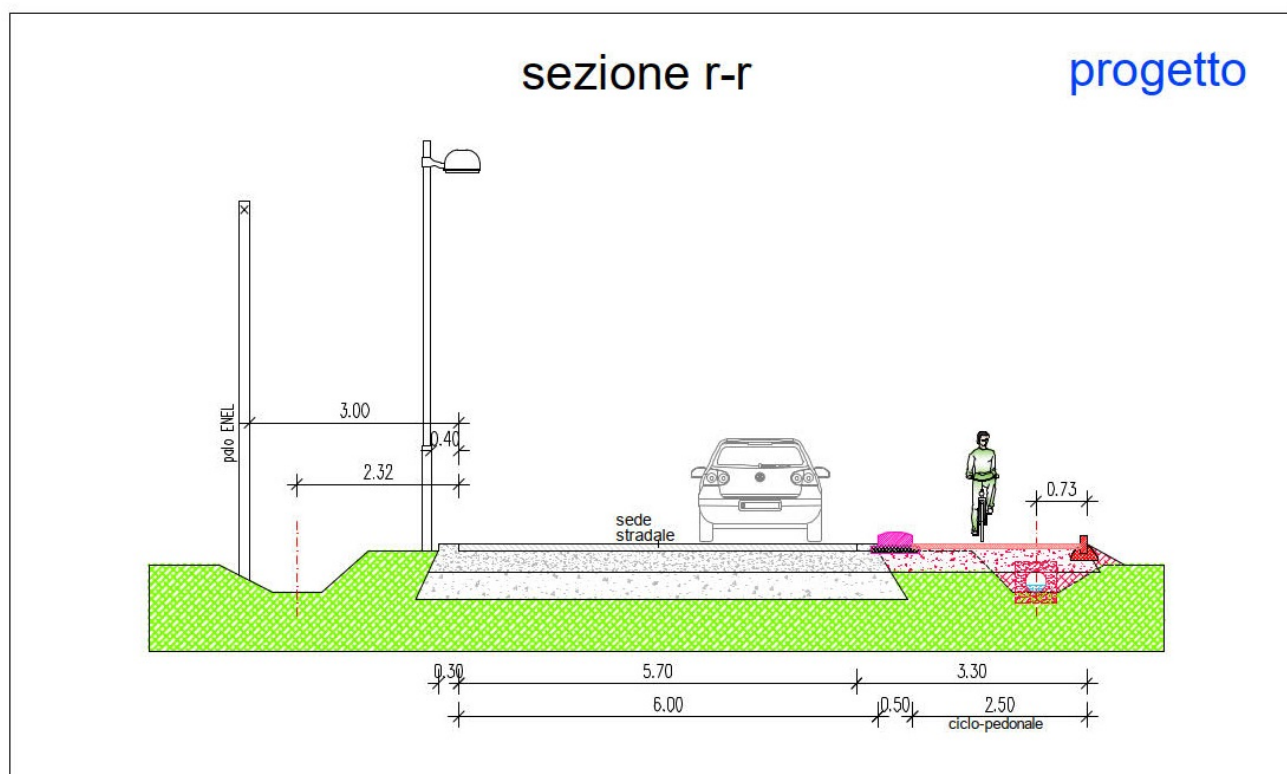 sezione r-r
progetto
palo ENEL
3.00
0.40
2.32
0.73
sede
stradale
0.30
5.70
3.30
6.00
0.50
2.50
ciclo-pedonale